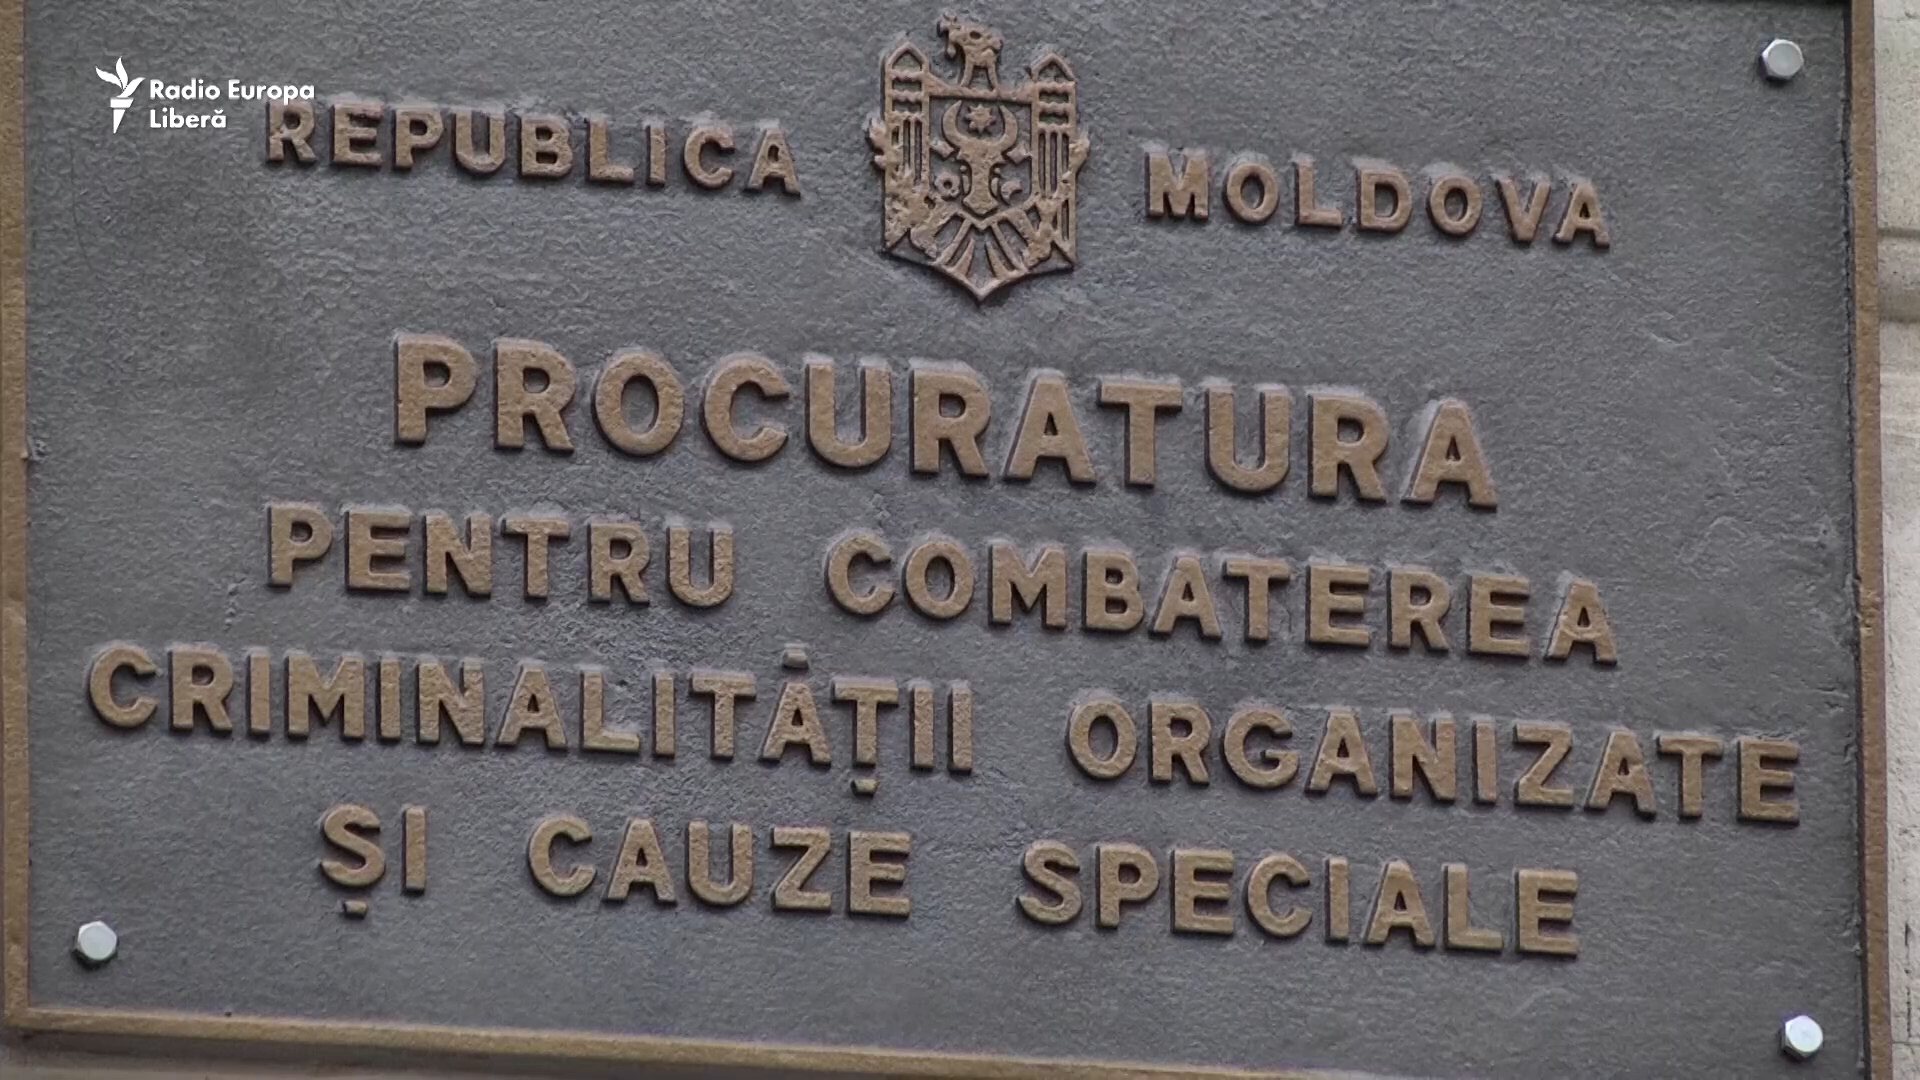 Radio Europa
Liberă
REPUBLICA MOLDOVA
PROCURATURA
PENTRU COMBATEREA
CRIMINALITĂȚII ORGANIZATE
ȘI CAUZE SPECIALE